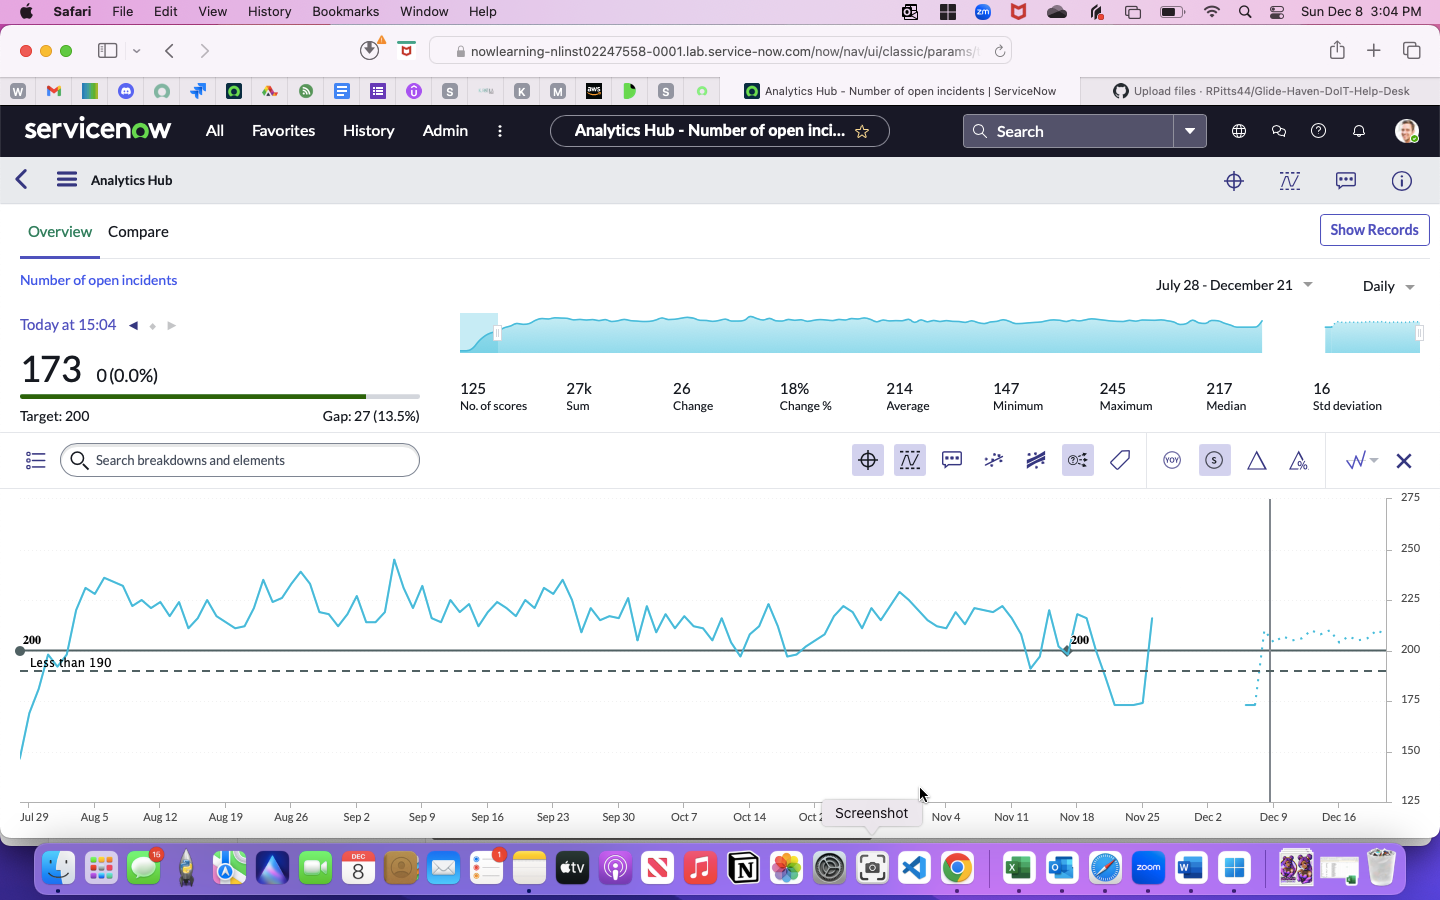 Safari File Edit View History Bookmarks Window Help Sun Dec 8 3:04 PM
nowlearning-nlinst02247558-0001.lab.service-now.com/now/nav/ui/classic/params/
W S K M aws S Analytics Hub - Number of open incidents | ServiceNow Upload files · RPitts44/Glide-Haven-DoIT-Help-Desk
servicenow All Favorites History Admin Analytics Hub - Number of open inci... Search
Analytics Hub
Overview Compare Show Records
Number of open incidents July 28 - December 21 Daily
Today at 15:04
173 0 (0.0%)
Target: 200 Gap: 27 (13.5%)
125 27k 26 18% 214 147 245 217 16
No. of scores Sum Change Change % Average Minimum Maximum Median Std deviation
Search breakdowns and elements YOY S %
275
250
225
200 200 200
Less than 190
175
150
125
Jul 29 Aug 5 Aug 12 Aug 19 Aug 26 Sep 2 Sep 9 Sep 16 Sep 23 Sep 30 Oct 7 Oct 14 Nov 4 Nov 11 Nov 18 Nov 25 Dec 2 Dec 9 Dec 16
Screenshot
15 DEC 8 1 tv zoom